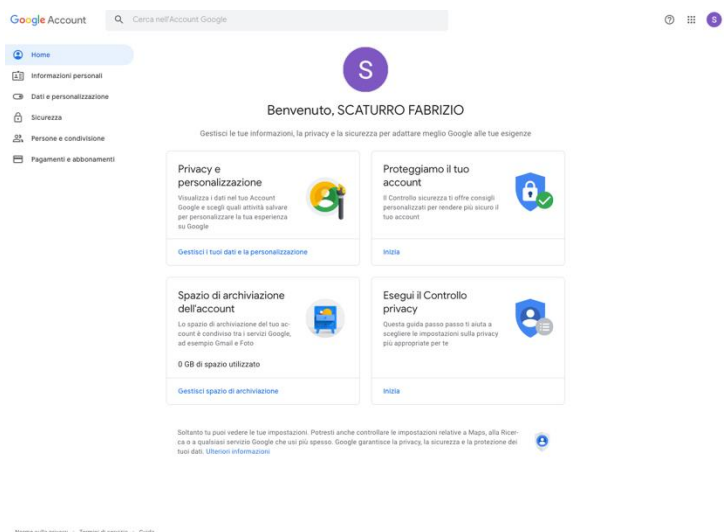 Google Account
Cerca nell'Account Google
S
Home
Informazioni personali
Dati e personalizzazione
Sicurezza
Persone e condivisione
Pagamenti e abbonamenti
S
Benvenuto, SCATURRO FABRIZIO
Gestisci le tue informazioni, la privacy e la sicurezza per adattare meglio Google alle tue esigenze
Privacy e
personalizzazione
Visualizza i dati nel tuo Account
Google e scegli quali attività salvare
per personalizzare la tua esperienza
su Google
Gestisci i tuoi dati e la personalizzazione
Proteggiamo il tuo
account
Il Controllo sicurezza ti offre consigli
personalizzati per rendere più sicuro il
tuo account
Inizia
Spazio di archiviazione
dell'account
Lo spazio di archiviazione del tuo ac-
count è condiviso tra i servizi Google,
ad esempio Gmail e Foto
0 GB di spazio utilizzato
Gestisci spazio di archiviazione
Esegui il Controllo
privacy
Questa guida passo passo ti aiuta a
scegliere le impostazioni sulla privacy
più appropriate per te
Inizia
Soltanto tu puoi vedere le tue impostazioni. Potresti anche controllare le impostazioni relative a Maps, alla Ricer-
ca o a qualsiasi servizio Google che usi più spesso. Google garantisce la privacy, la sicurezza e la protezione dei
tuoi dati. Ulteriori informazioni